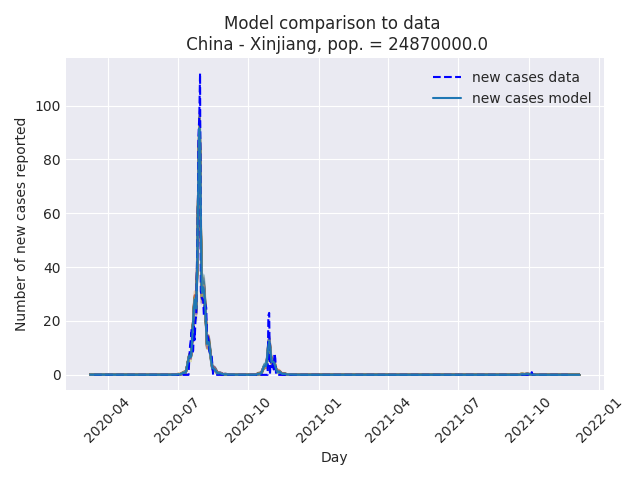 Model comparison to data
China - Xinjiang, pop. = 24870000.0
new cases data
new cases model
Number of new cases reported
100
80
60
40
20
0
2020-04
2020-07
2020-10
2021-01
2021-04
2021-07
2021-10
2022-01
Day